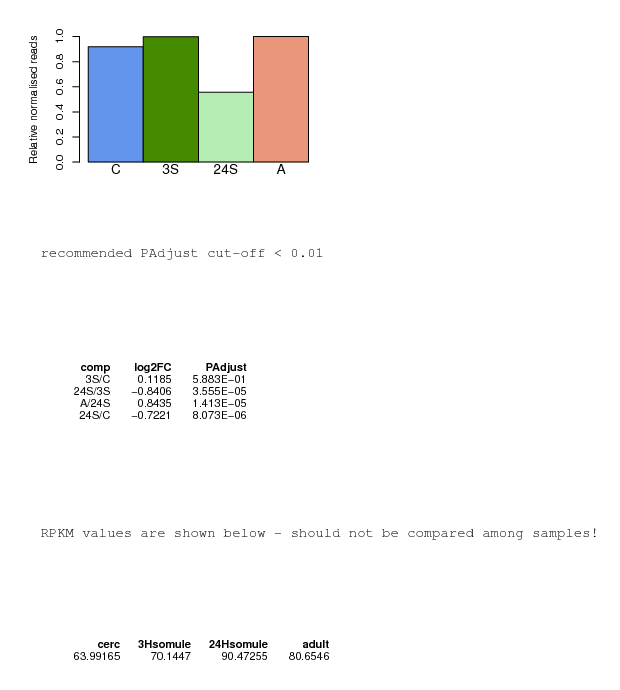 Relative normalised reads
1.0
0.8
0.6
0.4
0.2
0.0
C 3S 24S A
recommended PAdjust cut-off < 0.01
comp log2FC PAdjust
3S/C 0.1185 5.883E-01
24S/3S -0.8406 3.555E-05
A/24S 0.8435 1.413E-05
24S/C -0.7221 8.073E-06
RPKM values are shown below - should not be compared among samples!
cerc 3Hsomule 24Hsomule adult
63.99165 70.1447 90.47255 80.6546